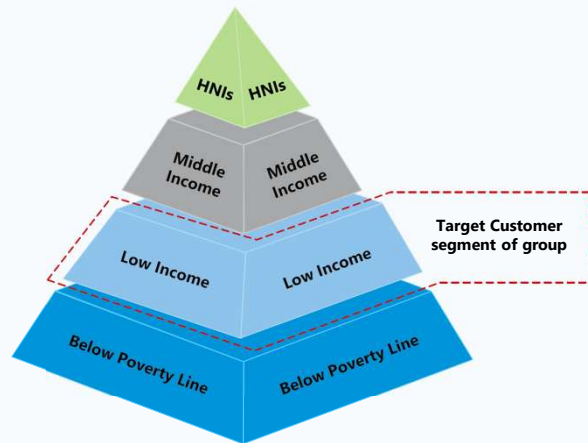 HNIs HNIs
Middle
Income
Middle
Income
Target Customer
segment of group
Low Income
Low Income
Below Poverty Line
Below Poverty Line